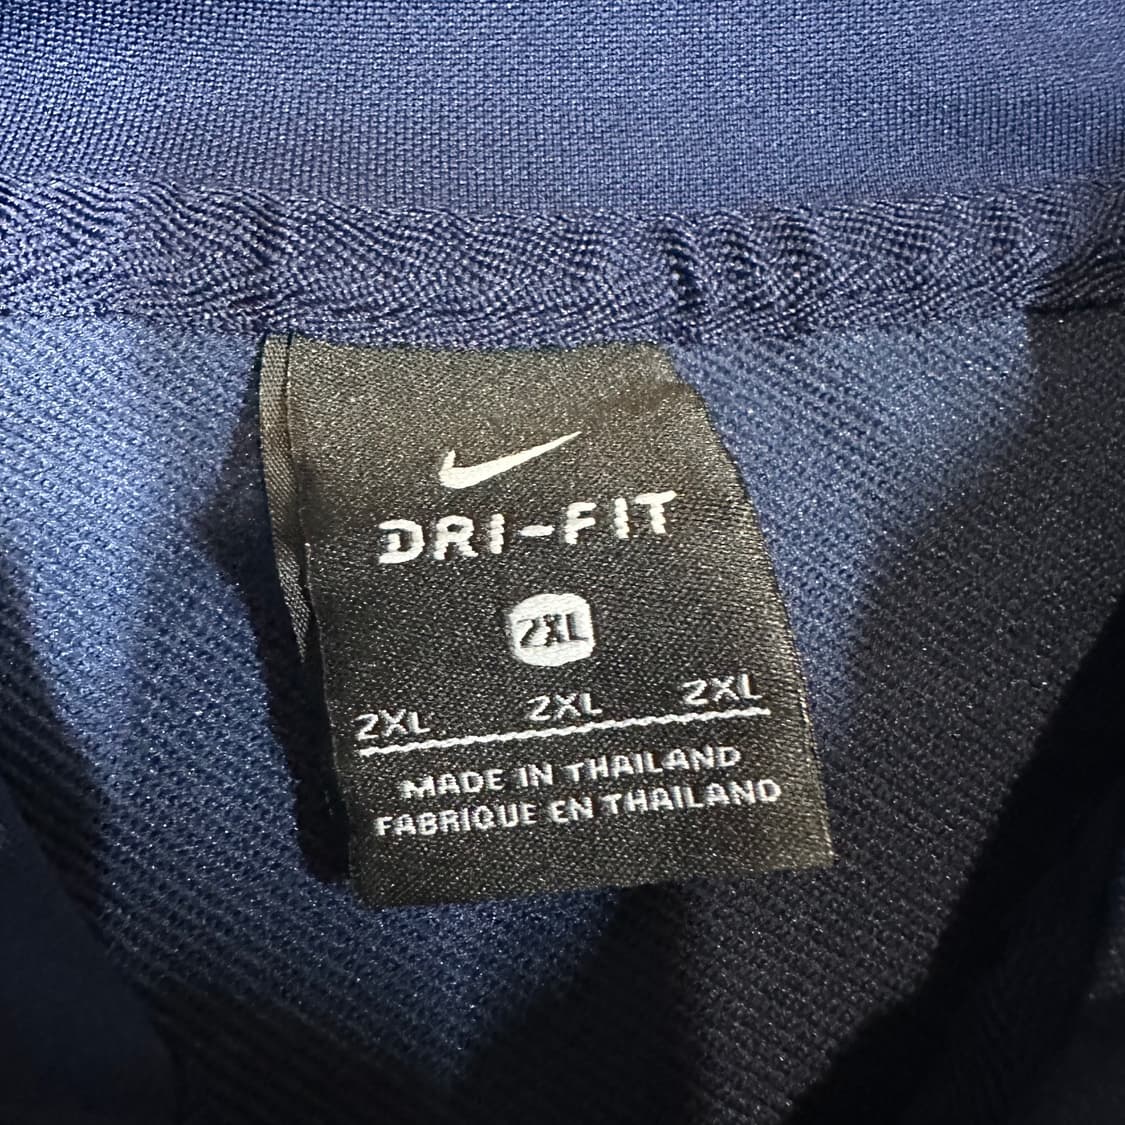 DRI-FIT
2XL
2XL 2XL 2XL
MADE IN THAILAND
FABRIQUE EN THAILAND